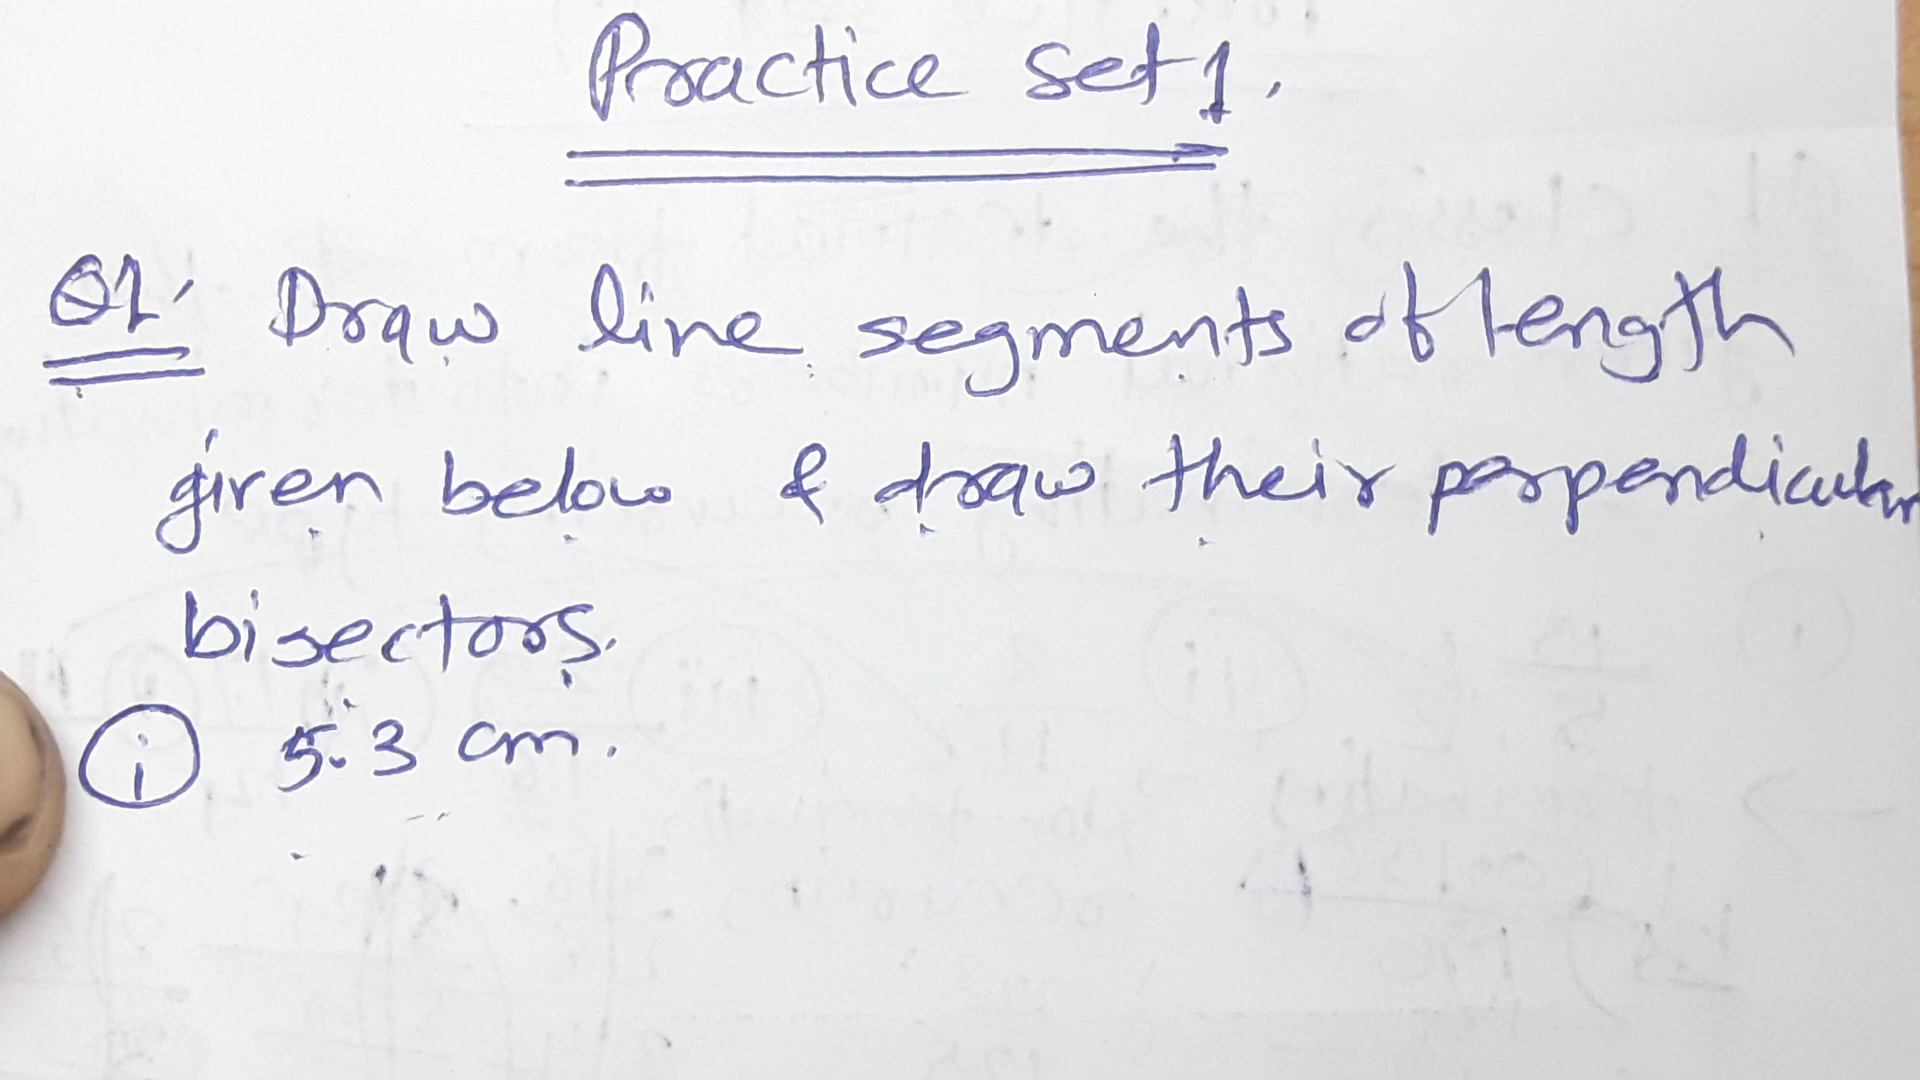 Practice set 1.
Q1. Draw line segments of length
given below & draw their perpendicular
bisectors.
i 5.3 cm.